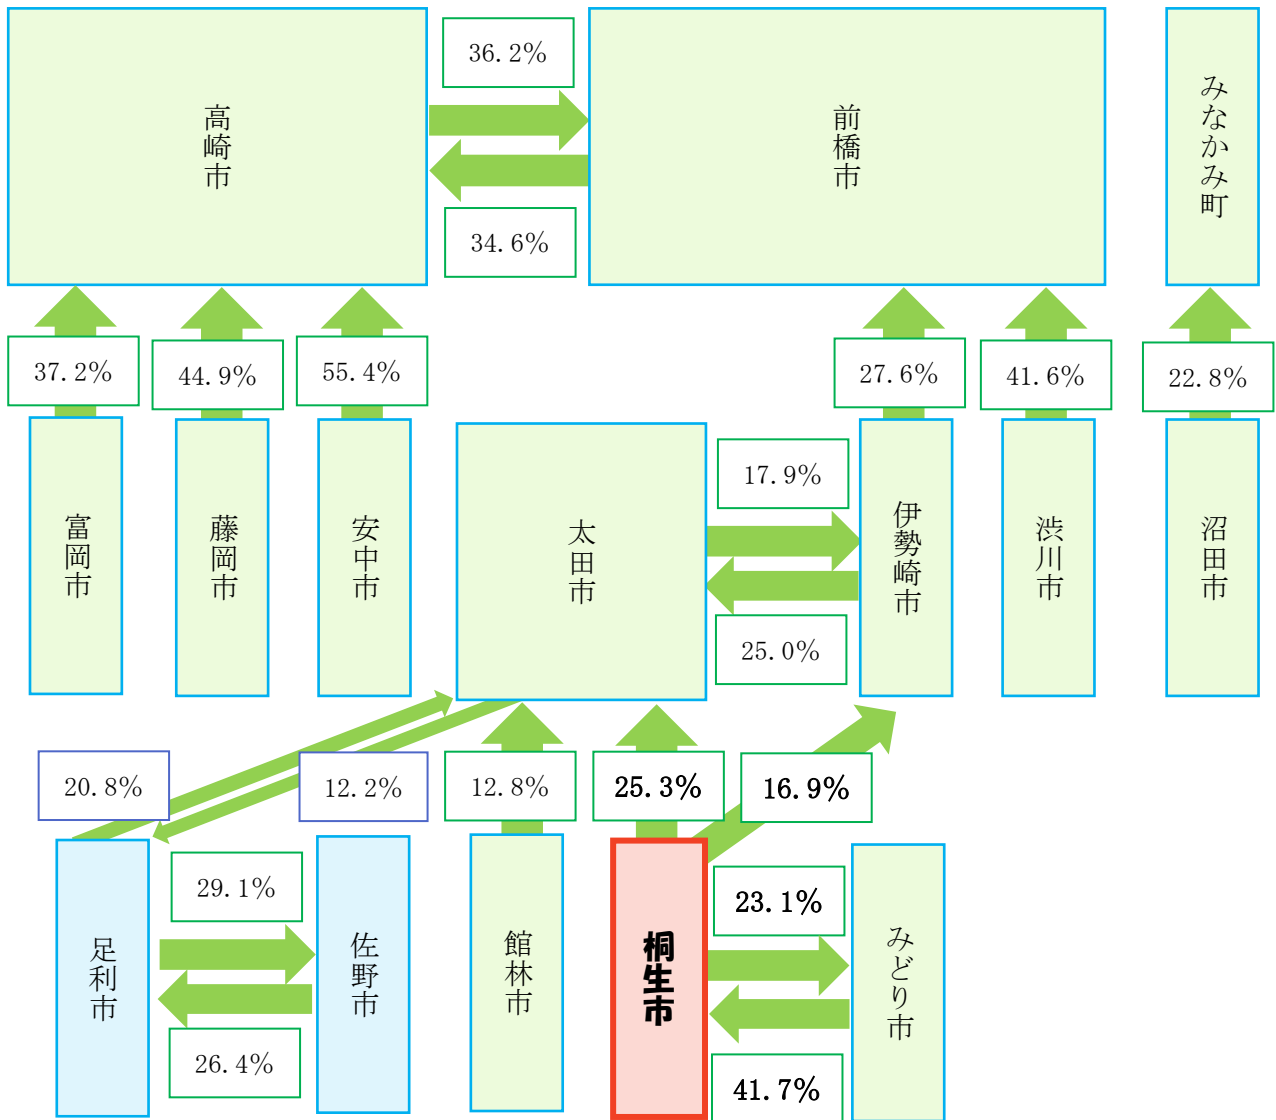 36.2%
高崎市
前橋市
みなかみ町
34.6%
37.2%
44.9%
55.4%
27.6%
41.6%
22.8%
富岡市
藤岡市
安中市
太田市
17.9%
伊勢崎市
渋川市
沼田市
25.0%
20.8%
12.2%
12.8%
25.3%
16.9%
29.1%
23.1%
足利市
佐野市
館林市
桐生市
みどり市
26.4%
41.7%